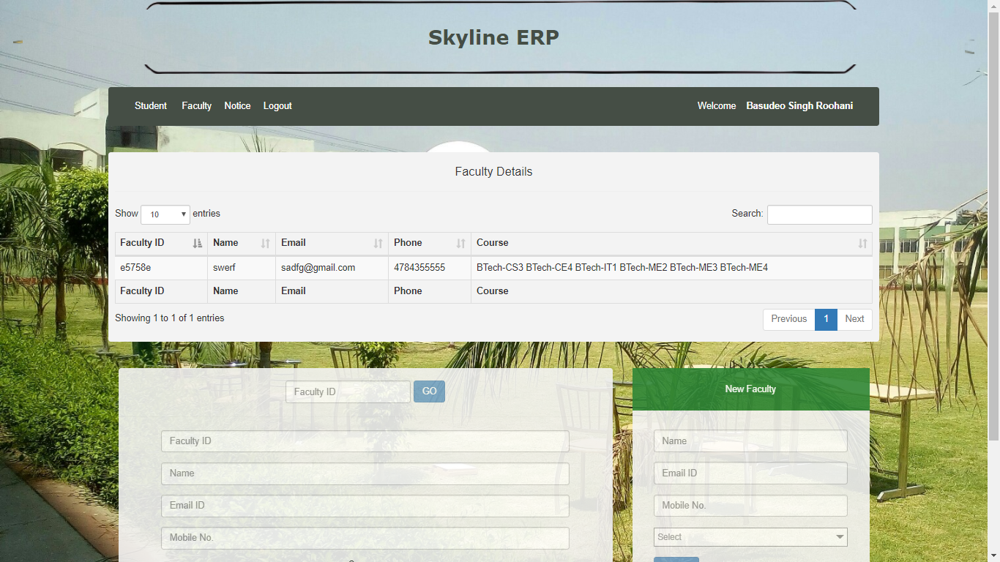 Skyline ERP
Student Faculty Notice Logout Welcome Basudeo Singh Roohani
Faculty Details
Show 10 entries Search:
Faculty ID Name Email Phone Course
e5758e swerf sadfg@gmail.com 4784355555 BTech-CS3 BTech-CE4 BTech-IT1 BTech-ME2 BTech-ME3 BTech-ME4
Faculty ID Name Email Phone Course
Showing 1 to 1 of 1 entries Previous 1 Next
Faculty ID GO
Faculty ID
Name
Email ID
Mobile No.
New Faculty
Name
Email ID
Mobile No.
Select